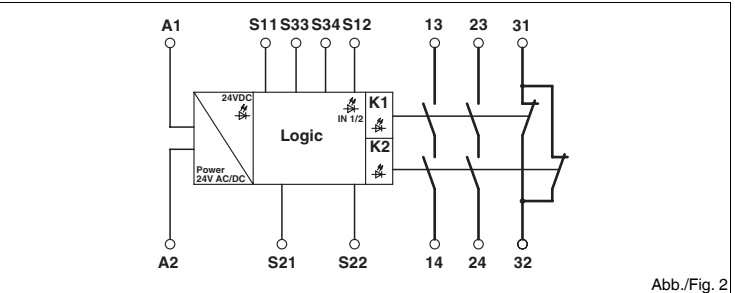 A1 S11 S33 S34 S12 13 23 31
24VDC
IN 1/2
K1
Logic
K2
Power
24V AC/DC
A2 S21 S22 14 24 32
Abb./Fig. 2